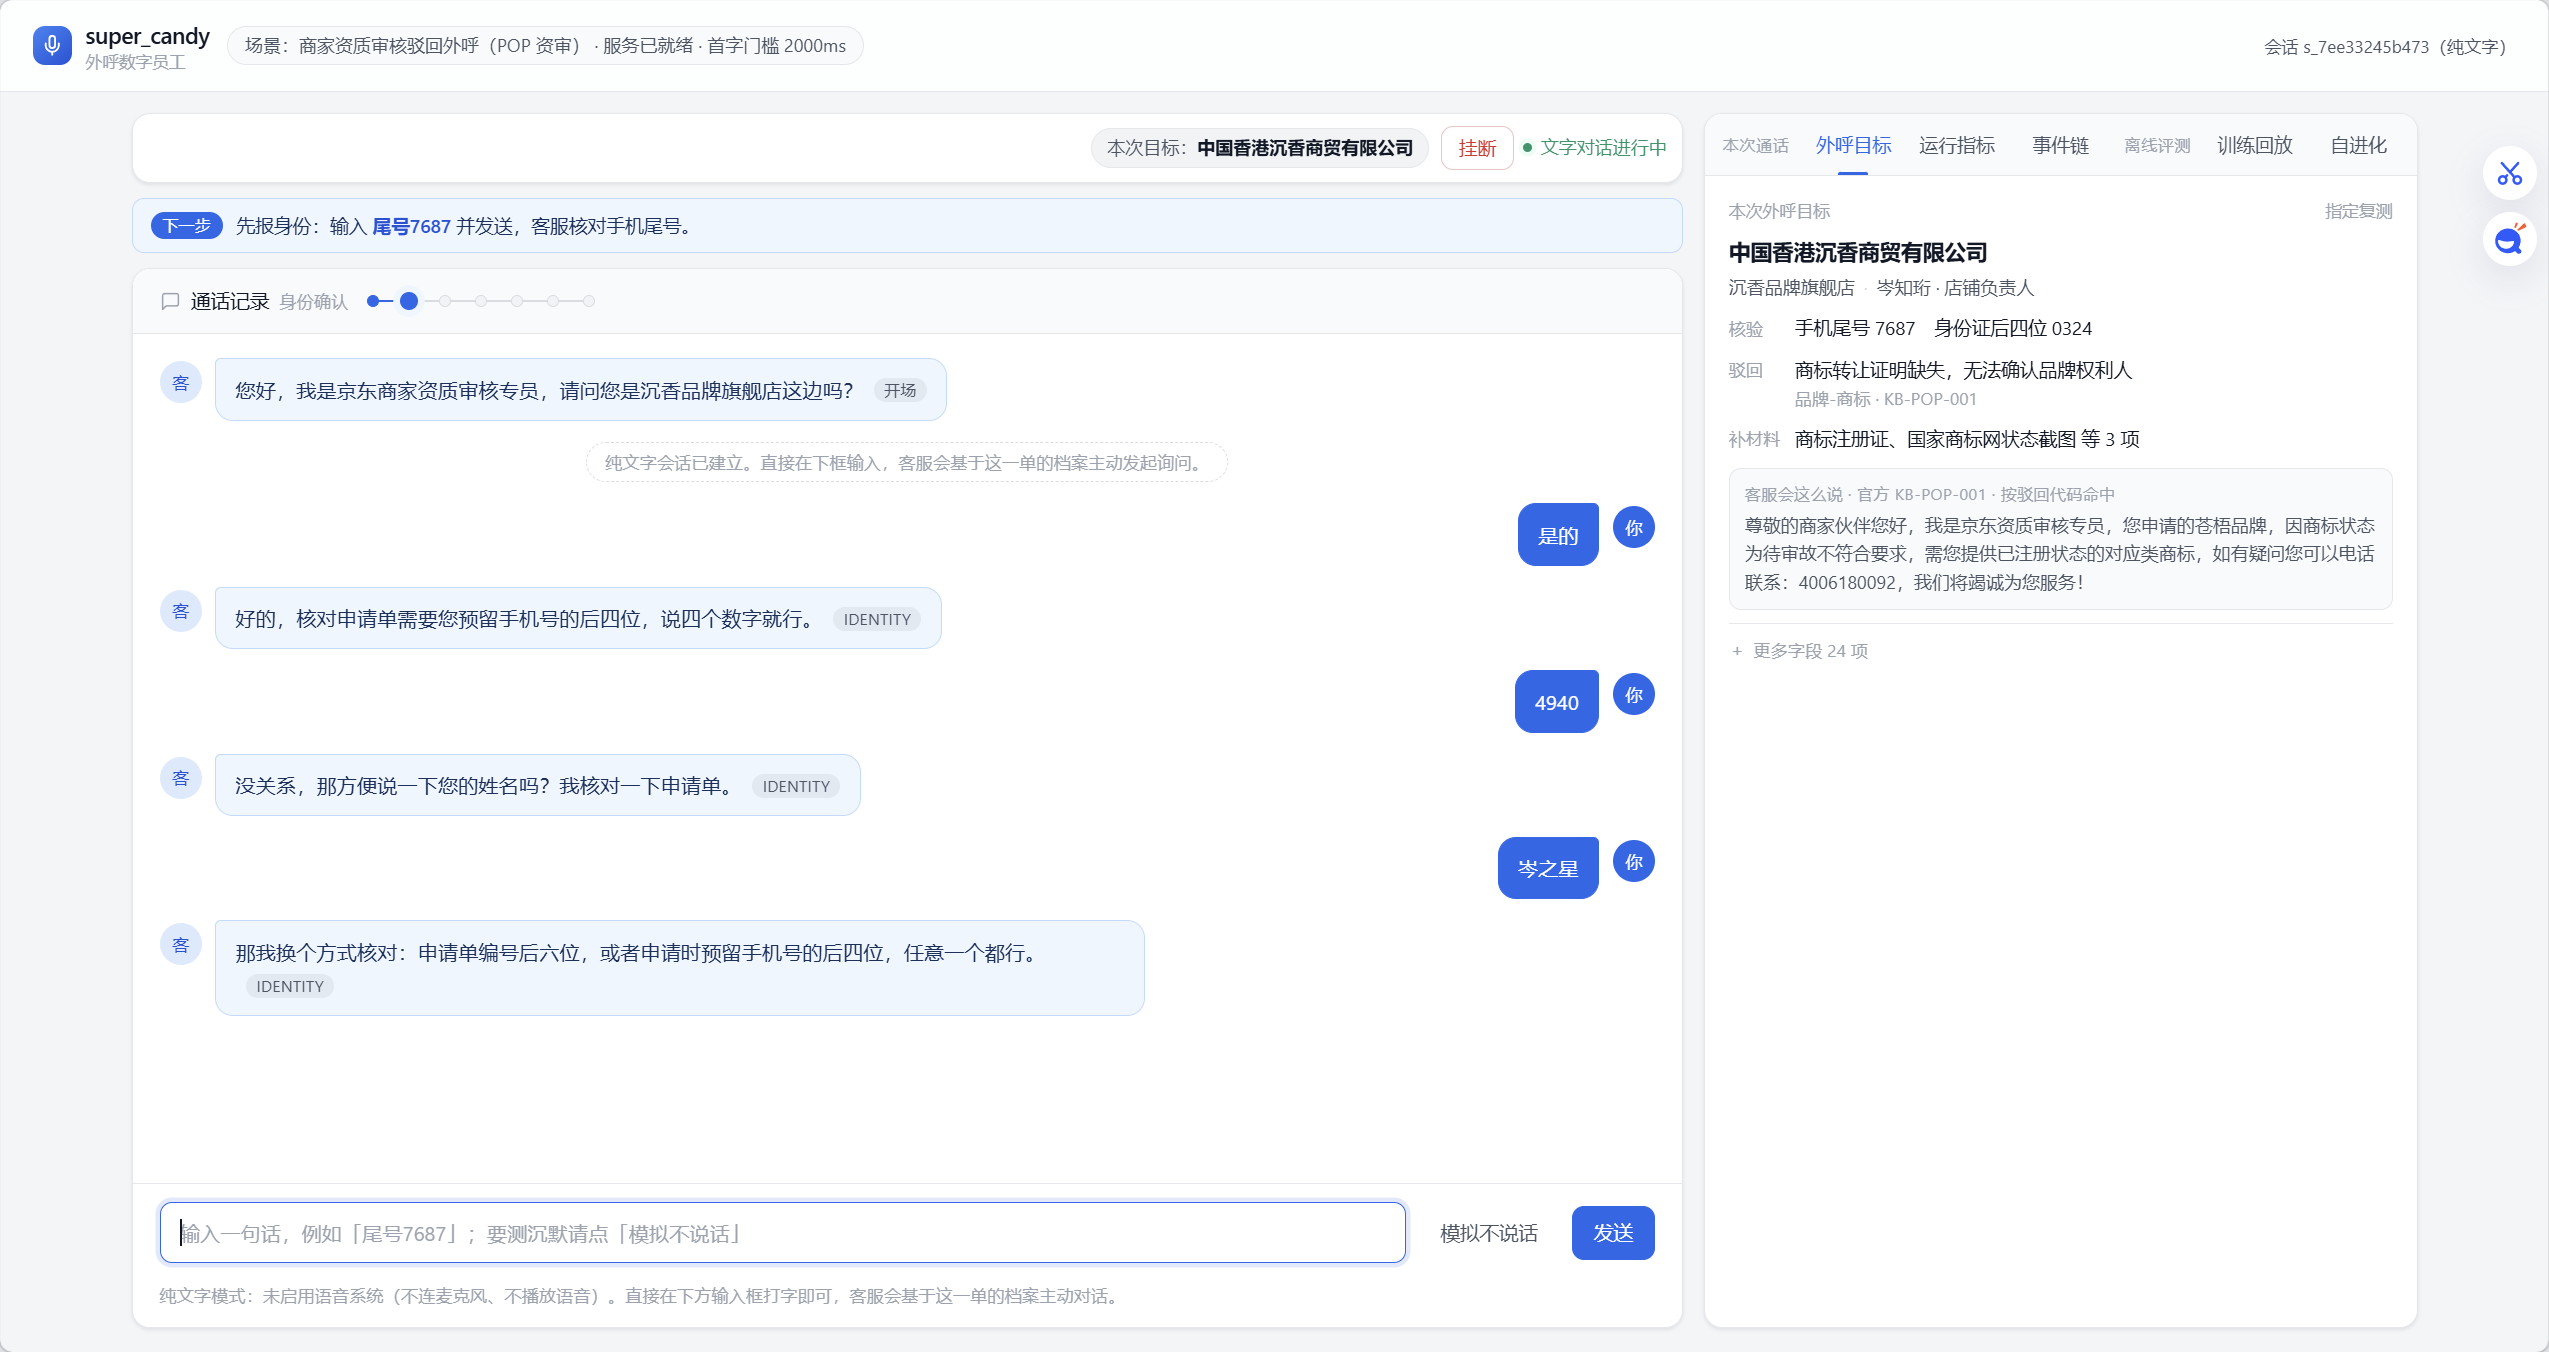 super_candy
外呼数字员工
场景：商家资质审核驳回外呼（POP 资审） · 服务已就绪 · 首字门槛 2000ms
会话 s_7ee33245b473（纯文字）
本次目标：中国香港沉香商贸有限公司
挂断
文字对话进行中
下一步 先报身份：输入 尾号7687 并发送，客服核对手机尾号。
通话记录 身份确认
客
您好，我是京东商家资质审核专员，请问您是沉香品牌旗舰店这边吗？ 开场
纯文字会话已建立。直接在下框输入，客服会基于这一单的档案主动发起询问。
是的
你
客
好的，核对申请单需要您预留手机号的后四位，说四个数字就行。 IDENTITY
4940
你
客
没关系，那方便说一下您的姓名吗？我核对一下申请单。 IDENTITY
岑之星
你
客
那我换个方式核对：申请单编号后六位，或者申请时预留手机号的后四位，任意一个都行。
IDENTITY
输入一句话，例如「尾号7687」；要测沉默请点「模拟不说话」
模拟不说话
发送
纯文字模式：未启用语音系统（不连麦克风、不播放语音）。直接在下方输入框打字即可，客服会基于这一单的档案主动对话。
本次通话 外呼目标 运行指标 事件链 离线评测 训练回放 自进化
本次外呼目标 指定复测
中国香港沉香商贸有限公司
沉香品牌旗舰店 · 岑知珩 · 店铺负责人
核验 手机尾号 7687 身份证后四位 0324
驳回 商标转让证明缺失，无法确认品牌权利人
品牌-商标 · KB-POP-001
补材料 商标注册证、国家商标网状态截图 等 3 项
客服会这么说 · 官方 KB-POP-001 · 按驳回代码命中
尊敬的商家伙伴您好，我是京东资质审核专员，您申请的苍梧品牌，因商标状态
为待审故不符合要求，需您提供已注册状态的对应类商标，如有疑问您可以电话
联系：4006180092，我们将竭诚为您服务！
+ 更多字段 24 项